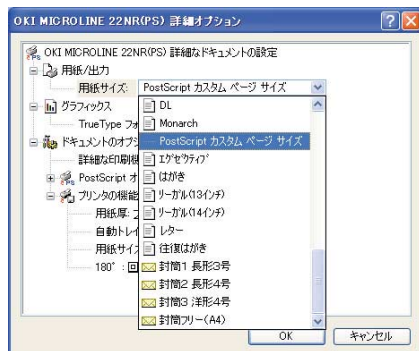 OKI MICROLINE 22NR(PS) 詳細オプション
OKI MICROLINE 22NR(PS) 詳細なドキュメントの設定
用紙/出力
用紙サイズ: PostScript カスタム ページ サイズ
グラフィックス
TrueType フォ
ドキュメントのオプシ
詳細な印刷機
PostScript オ
プリンタの機能
用紙厚: フ
自動トレイ
用紙サイ
180° : 回
DL
Monarch
PostScript カスタム ページ サイズ
エグゼクティブ
はがき
リーガル(13インチ)
リーガル(14インチ)
レター
往復はがき
封筒1 長形3号
封筒2 長形4号
封筒3 洋形4号
封筒フリー(A4)
OK
キャンセル